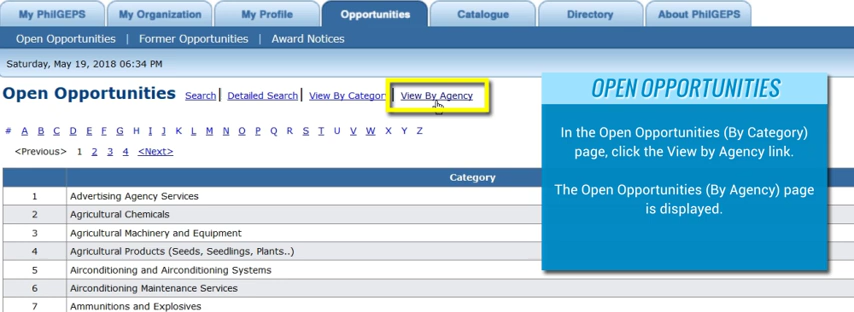 My PhilGEPS My Organization My Profile Opportunities Catalogue Directory About PhilGEPS
Open Opportunities | Former Opportunities | Award Notices
Saturday, May 19, 2018 06:34 PM
Open Opportunities Search | Detailed Search | View By Category | View By Agency
# A B C D E F G H I J K L M N O P Q R S T U V W X Y Z
<Previous> 1 2 3 4 <Next>
Category
1 Advertising Agency Services
2 Agricultural Chemicals
3 Agricultural Machinery and Equipment
4 Agricultural Products (Seeds, Seedlings, Plants..)
5 Airconditioning and Airconditioning Systems
6 Airconditioning Maintenance Services
7 Ammunitions and Explosives
OPEN OPPORTUNITIES
In the Open Opportunities (By Category)
page, click the View by Agency link.
The Open Opportunities (By Agency) page
is displayed.